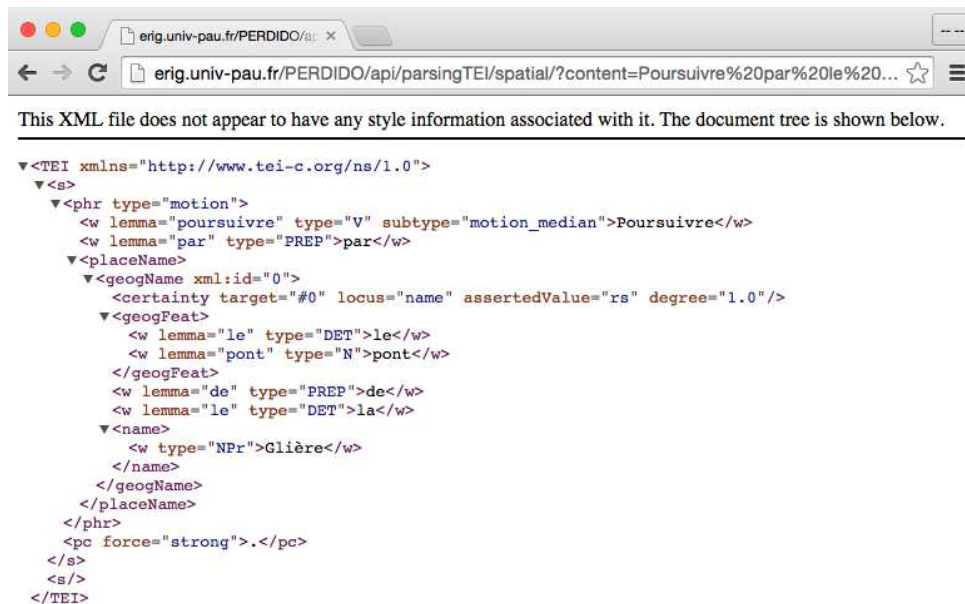 erig.univ-pau.fr/PERDIDO/a
erig.univ-pau.fr/PERDIDO/api/parsingTEI/spatial/?content=Poursuivre%20par%20le%20...
This XML file does not appear to have any style information associated with it. The document tree is shown below.
▼<TEI xmlns="http://www.tei-c.org/ns/1.0">
▼<s>
▼<phr type="motion">
<w lemma="poursuivre" type="V" subtype="motion_median">Poursuivre</w>
<w lemma="par" type="PREP">par</w>
▼<placeName>
▼<geogName xml:id="0">
<certainty target="#0" locus="name" assertedValue="rs" degree="1.0"/>
▼<geogFeat>
<w lemma="le" type="DET">le</w>
<w lemma="pont" type="N">pont</w>
</geogFeat>
<w lemma="de" type="PREP">de</w>
<w lemma="le" type="DET">la</w>
▼<name>
<w type="NPr">Glière</w>
</name>
</geogName>
</placeName>
</phr>
<pc force="strong">.</pc>
</s>
<s/>
</TEI>